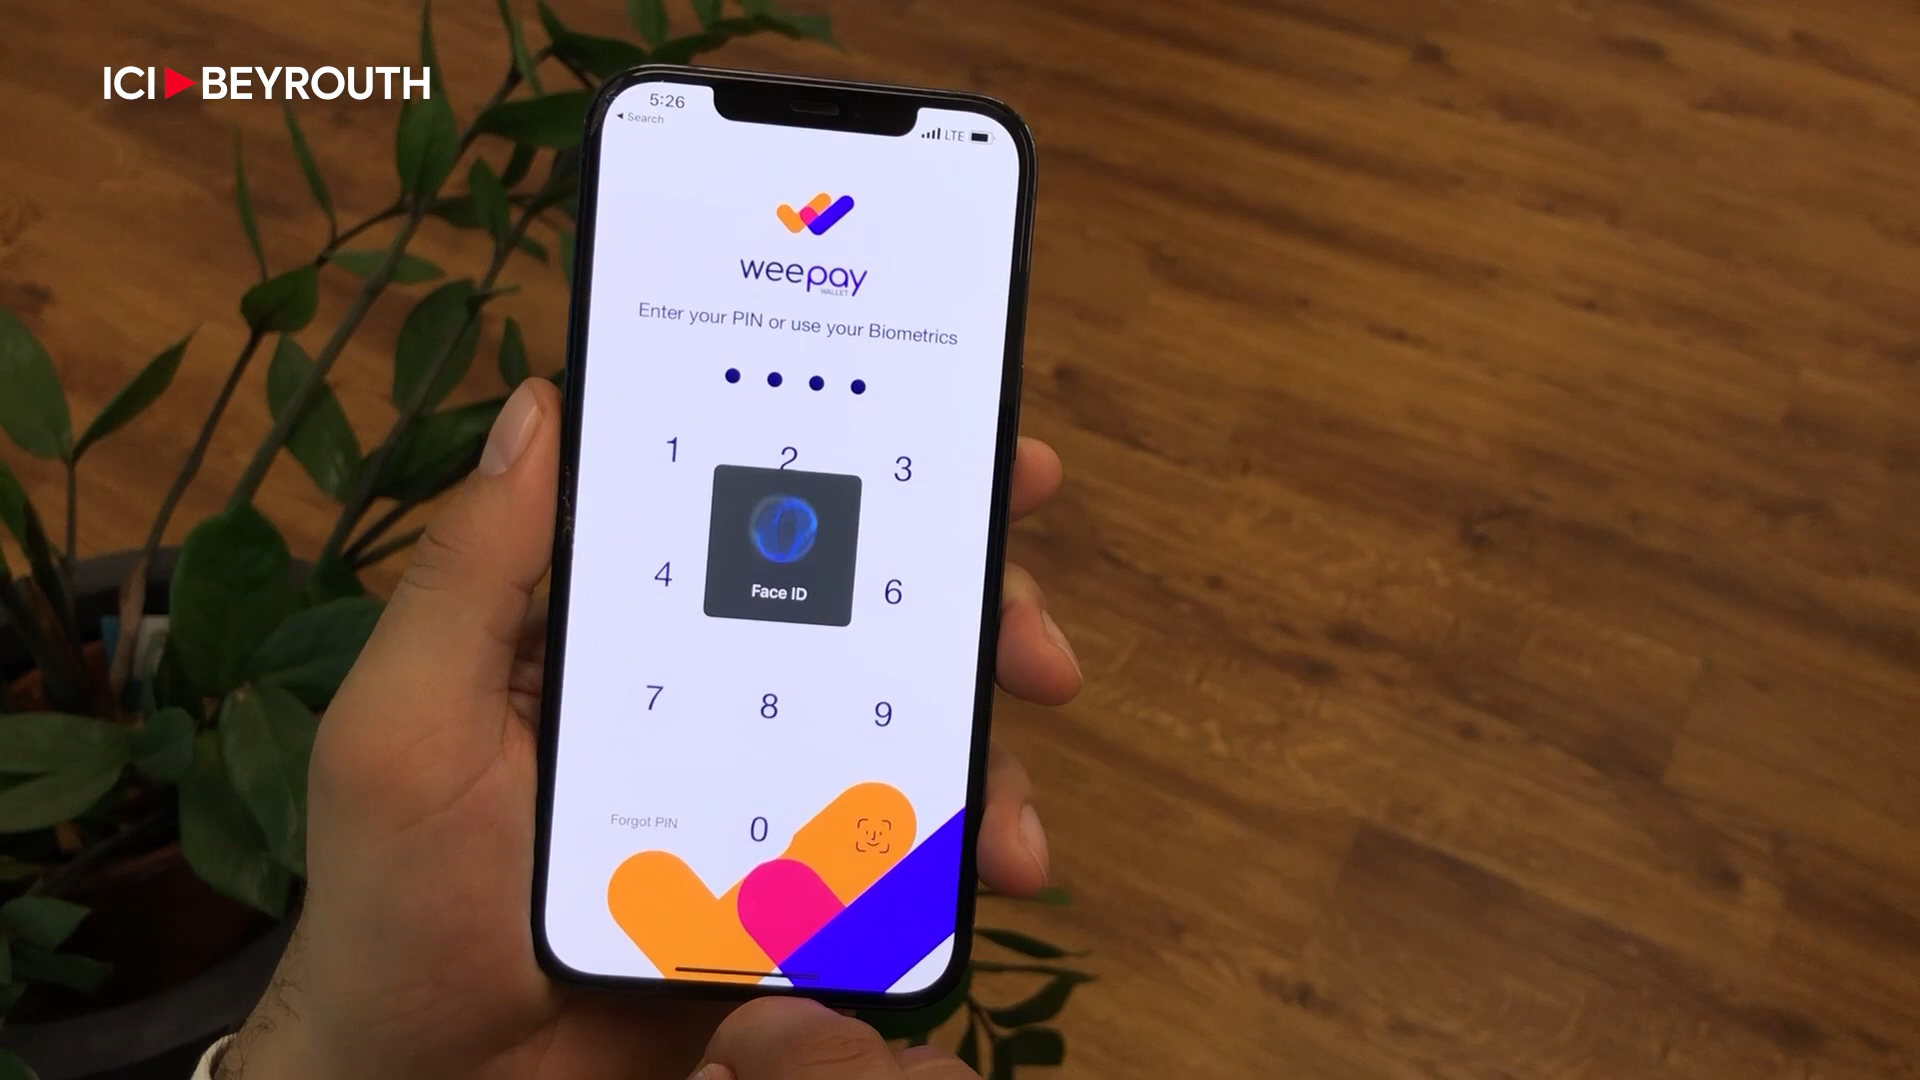 ICI BEYROUTH
5:26
Search
LTE
weepay
WALLET
Enter your PIN or use your Biometrics
1 2 3
4 6
Face ID
7 8 9
Forgot PIN 0